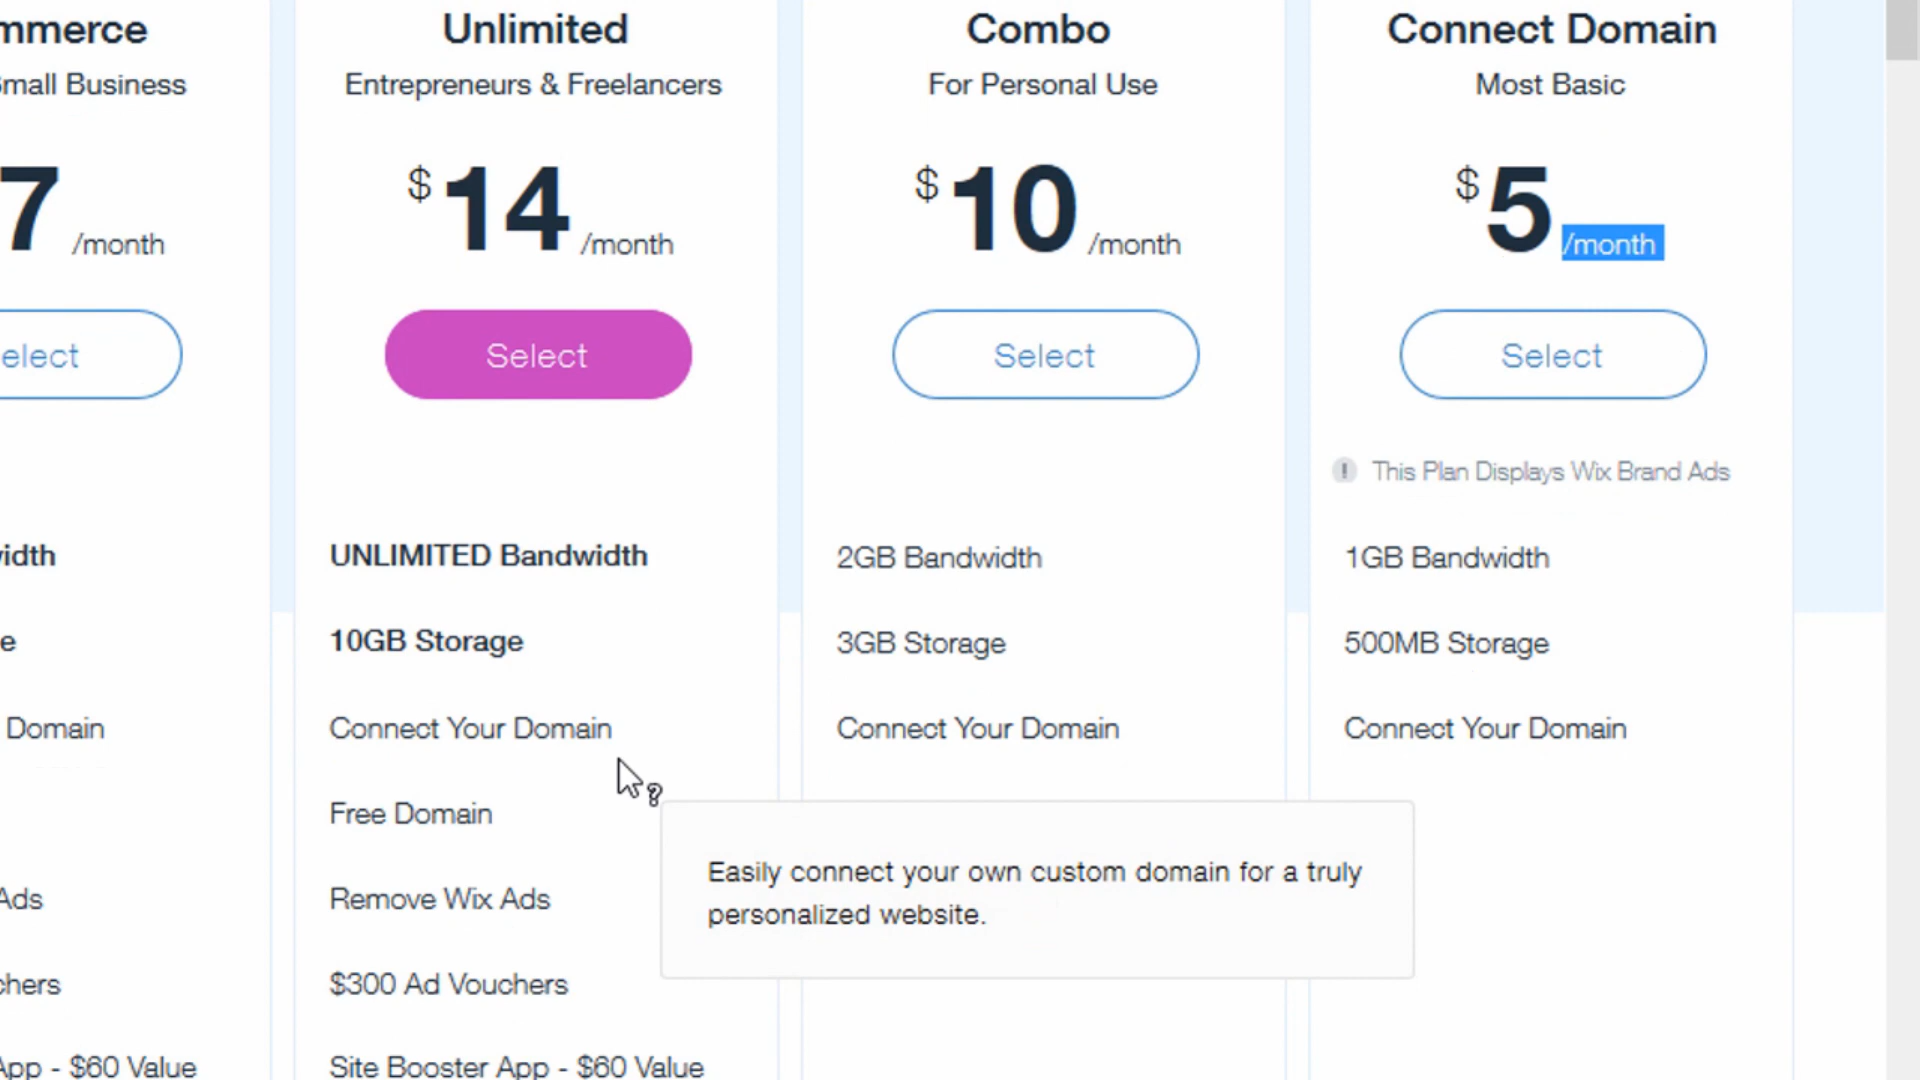 mmerce
Small Business
7 /month
elect
idth
e
Domain
Ads
chers
App - $60 Value
Unlimited
Entrepreneurs & Freelancers
$14 /month
Select
UNLIMITED Bandwidth
10GB Storage
Connect Your Domain
Free Domain
Remove Wix Ads
$300 Ad Vouchers
Site Booster App - $60 Value
Combo
For Personal Use
$10 /month
Select
2GB Bandwidth
3GB Storage
Connect Your Domain
Connect Domain
Most Basic
$5 /month
Select
! This Plan Displays Wix Brand Ads
1GB Bandwidth
500MB Storage
Connect Your Domain
Easily connect your own custom domain for a truly
personalized website.